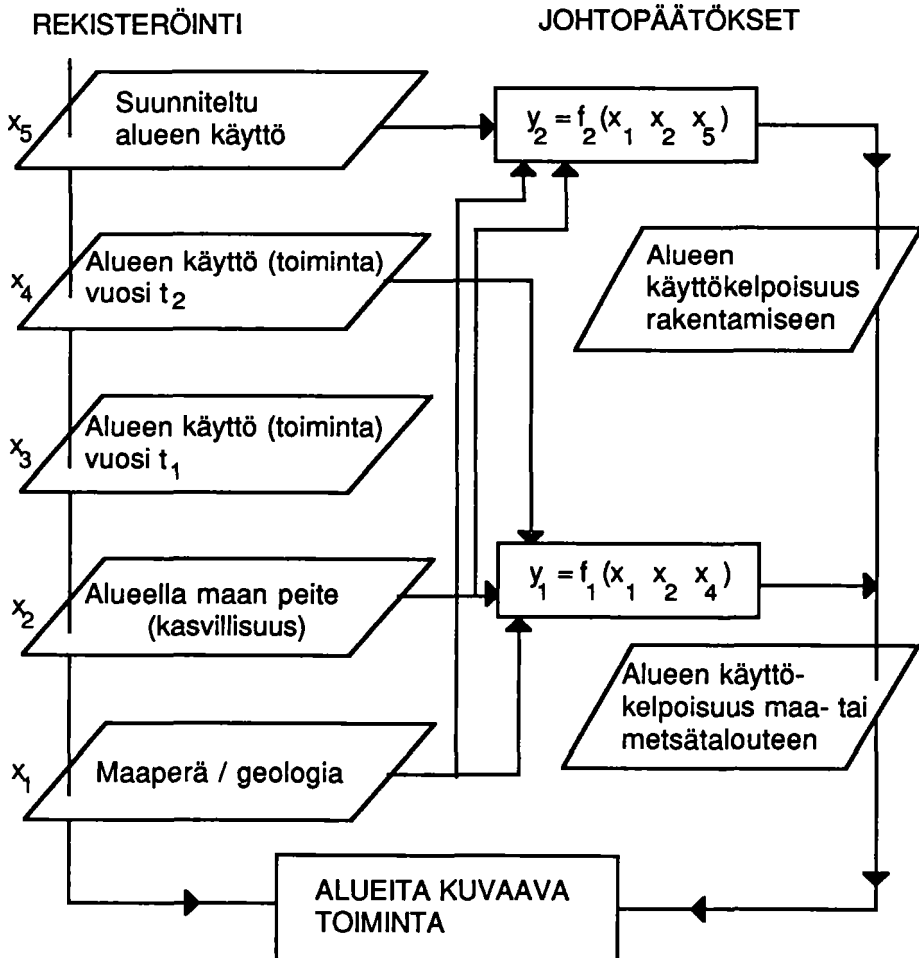 REKISTERÖINTI
JOHTOPÄÄTÖKSET
x5
Suunniteltu
alueen käyttö
y2 = f2 (x1 x2 x5)
x4
Alueen käyttö (toiminta)
vuosi t2
Alueen
käyttökelpoisuus
rakentamiseen
x3
Alueen käyttö (toiminta)
vuosi t1
x2
Alueella maan peite
(kasvillisuus)
y1 = f1 (x1 x2 x4)
Alueen käyttö-
kelpoisuus maa- tai
metsätalouteen
x1
Maaperä / geologia
ALUEITA KUVAAVA
TOIMINTA